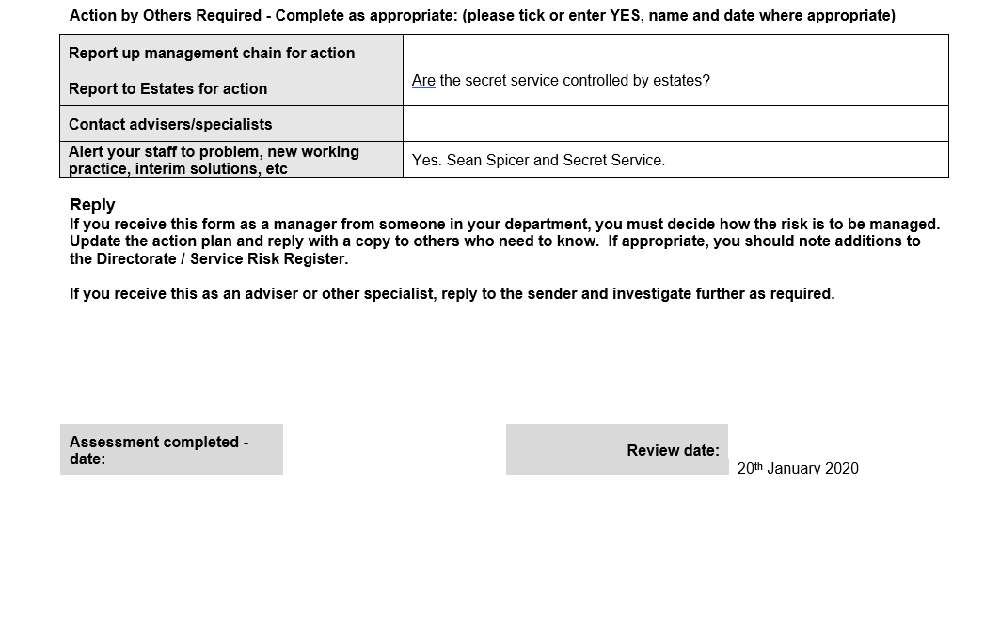 Action by Others Required - Complete as appropriate: (please tick or enter YES, name and date where appropriate)
Report up management chain for action
Report to Estates for action
Are the secret service controlled by estates?
Contact advisers/specialists
Alert your staff to problem, new working
practice, interim solutions, etc
Yes. Sean Spicer and Secret Service.
Reply
If you receive this form as a manager from someone in your department, you must decide how the risk is to be managed.
Update the action plan and reply with a copy to others who need to know.  If appropriate, you should note additions to
the Directorate / Service Risk Register.
If you receive this as an adviser or other specialist, reply to the sender and investigate further as required.
Assessment completed -
date:
Review date:
20th January 2020